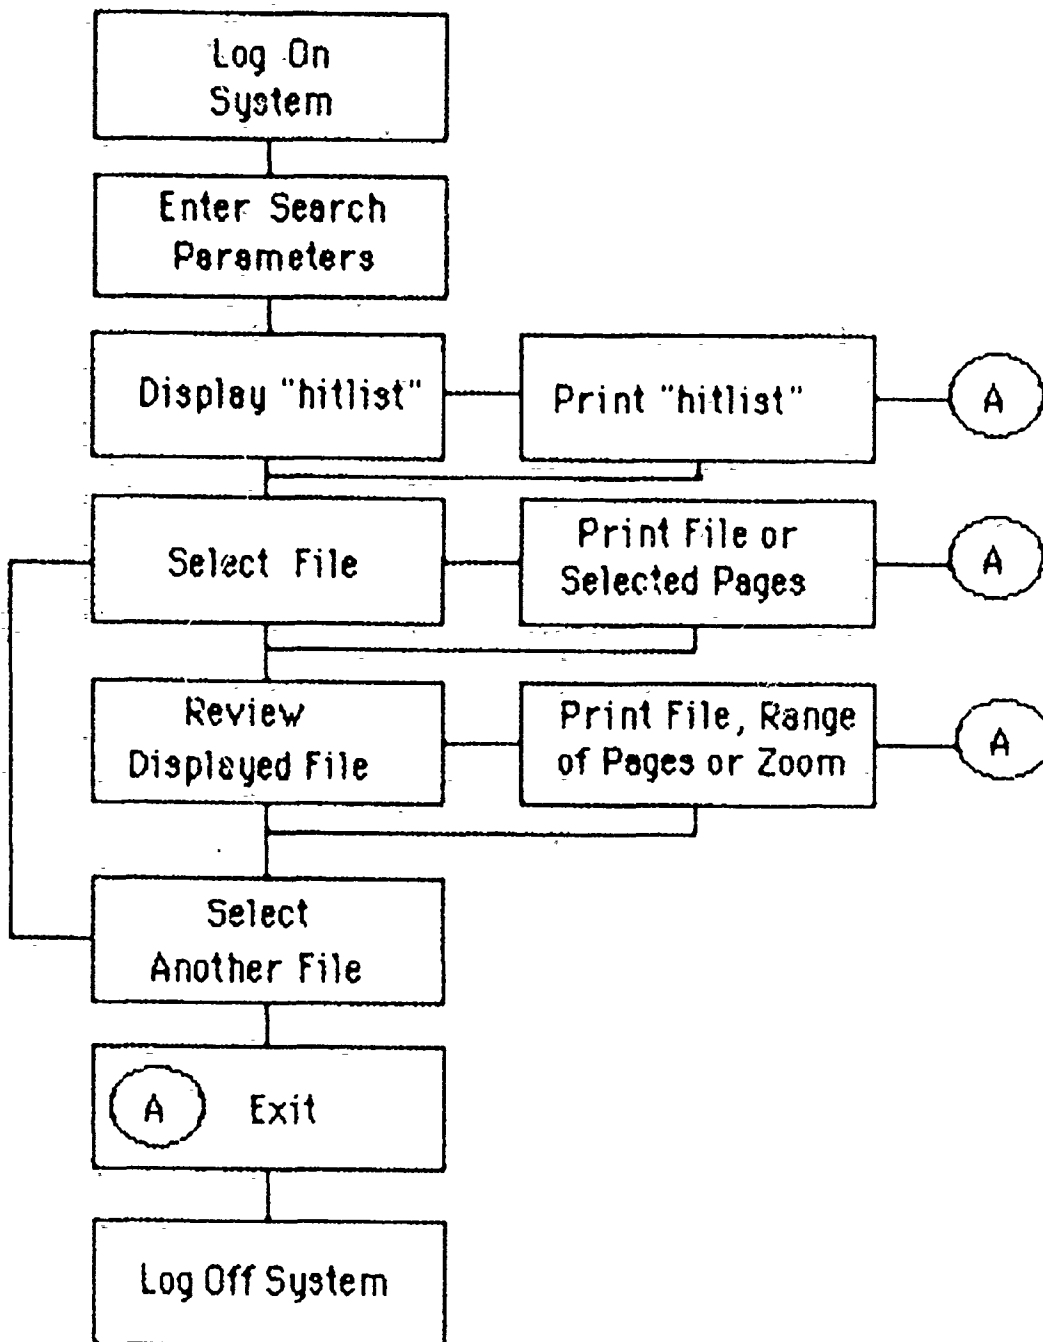 Log On
System
Enter Search
Parameters
Display "hitlist"
Print "hitlist"
A
Select File
Print File or
Selected Pages
A
Review
Displayed File
Print File, Range
of Pages or Zoom
A
Select
Another File
A Exit
Log Off System